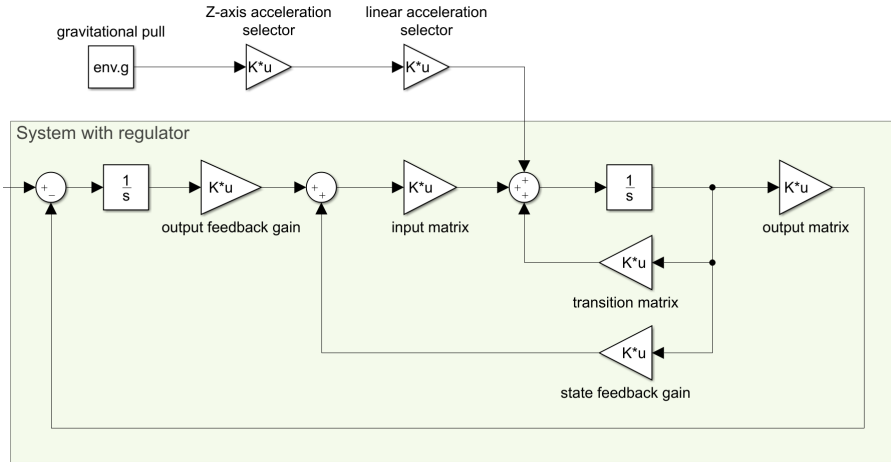 Z-axis acceleration
selector
linear acceleration
selector
gravitational pull
env.g
K*u
K*u
System with regulator
+
−
1
s
K*u
output feedback gain
+
+
K*u
input matrix
+
+
+
1
s
K*u
output matrix
K*u
transition matrix
K*u
state feedback gain